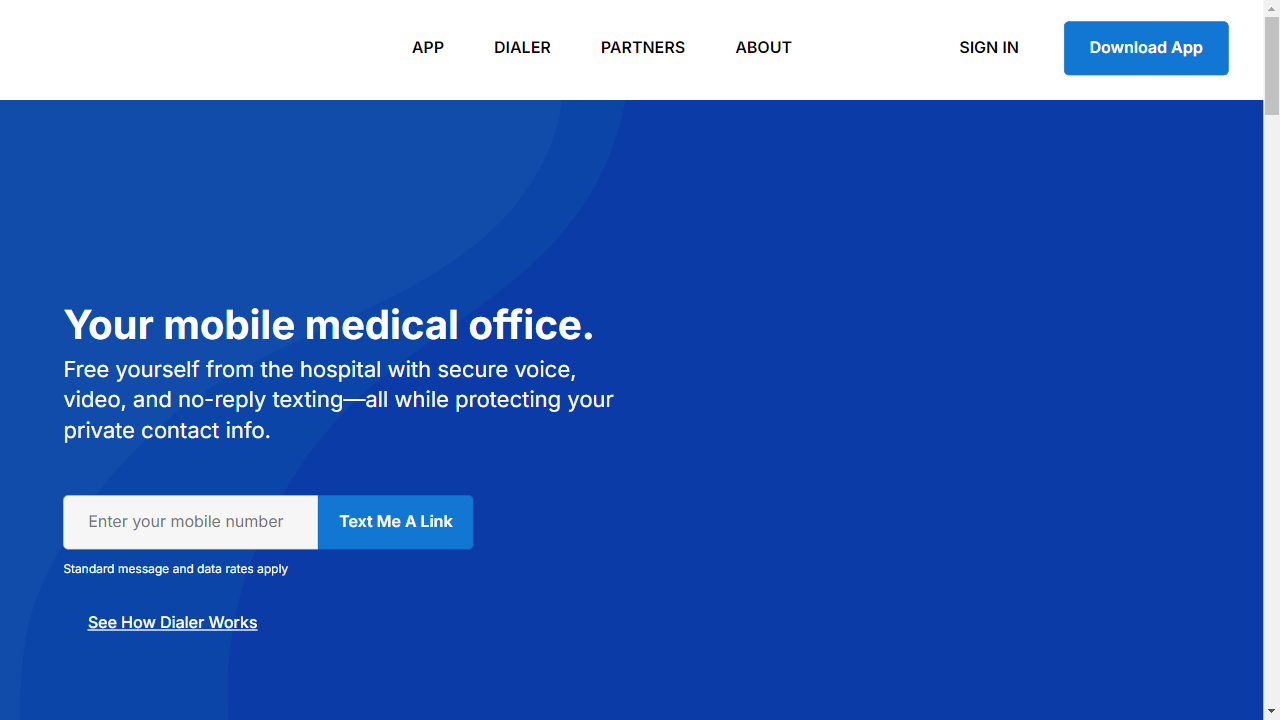 APP DIALER PARTNERS ABOUT SIGN IN Download App
Your mobile medical office.
Free yourself from the hospital with secure voice,
video, and no-reply texting—all while protecting your
private contact info.
Enter your mobile number Text Me A Link
Standard message and data rates apply
See How Dialer Works